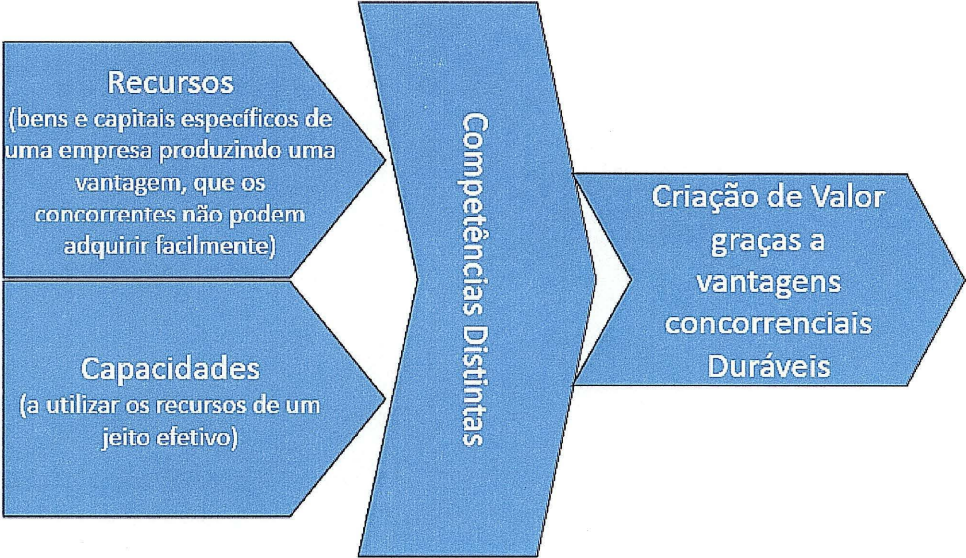 Recursos
(bens e capitais específicos de
uma empresa produzindo uma
vantagem, que os
concorrentes não podem
adquirir facilmente)
Capacidades
(a utilizar os recursos de um
jeito efetivo)
Competências Distintas
Criação de Valor
graças a
vantagens
concorrenciais
Duráveis